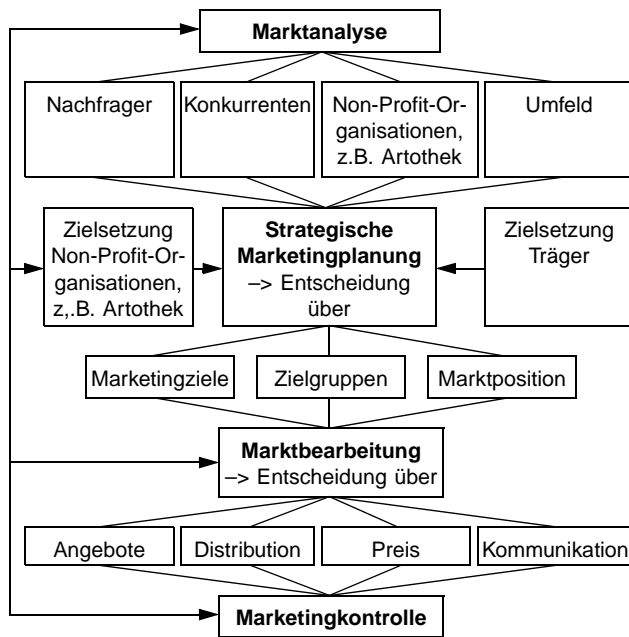 Marktanalyse
Nachfrager
Konkurrenten
Non-Profit-Or-
ganisationen,
z.B. Artothek
Umfeld
Zielsetzung
Non-Profit-Or-
ganisationen,
z,.B. Artothek
Strategische
Marketingplanung
–> Entscheidung
über
Zielsetzung
Träger
Marketingziele
Zielgruppen
Marktposition
Marktbearbeitung
–> Entscheidung über
Angebote
Distribution
Preis
Kommunikation
Marketingkontrolle